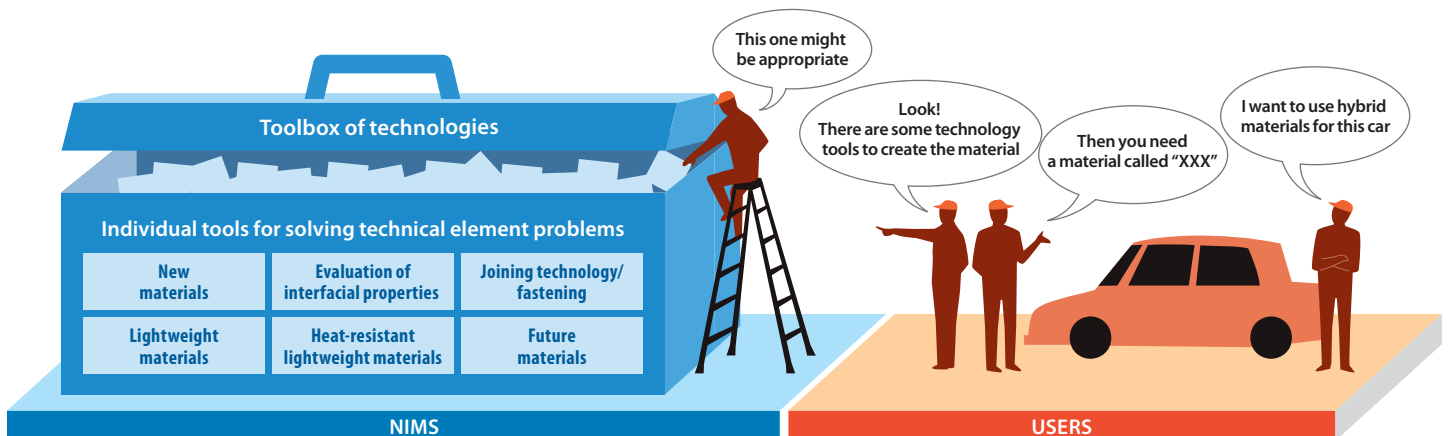 This one might
be appropriate
Look!
There are some technology
tools to create the material
Then you need
a material called “XXX”
I want to use hybrid
materials for this car
Toolbox of technologies
Individual tools for solving technical element problems
New
materials
Evaluation of
interfacial properties
Joining technology/
fastening
Lightweight
materials
Heat-resistant
lightweight materials
Future
materials
NIMS
USERS